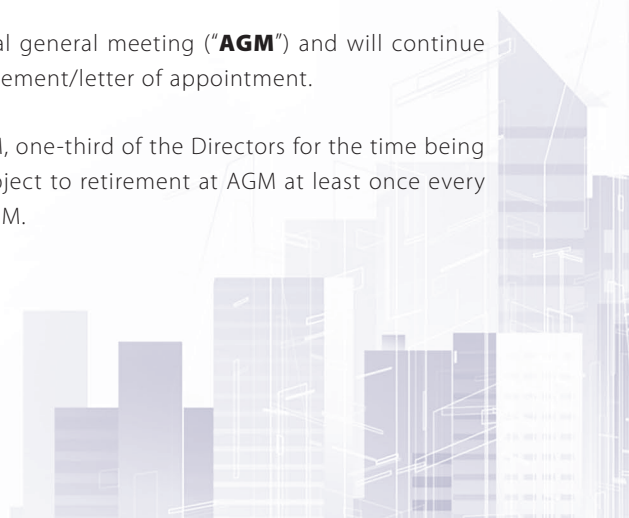 al general meeting (“AGM”) and will continue
ement/letter of appointment.
, one-third of the Directors for the time being
ject to retirement at AGM at least once every
M.